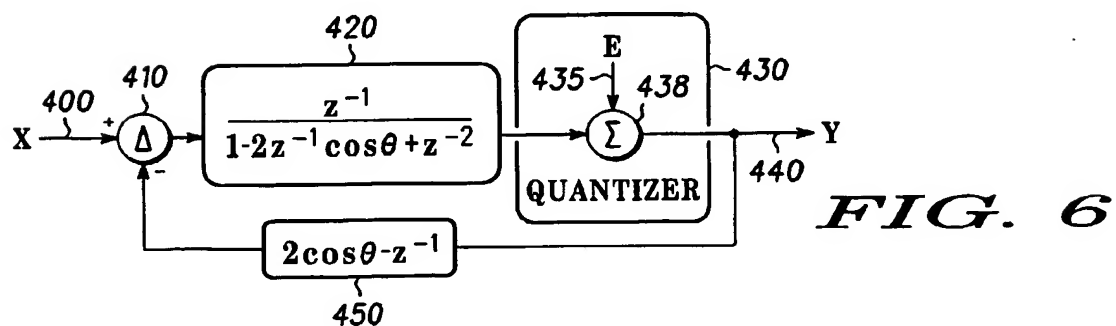 420
E
430
410
435
438
400
z⁻¹
X
+
Δ
1-2z⁻¹cosθ+z⁻²
Σ
Y
-
440
QUANTIZER
FIG. 6
2cosθ-z⁻¹
450